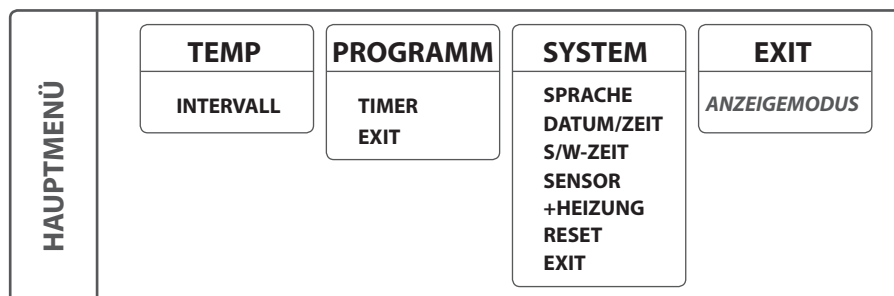 HAUPTMENÜ
TEMP
INTERVALL
PROGRAMM
TIMER
EXIT
SYSTEM
SPRACHE
DATUM/ZEIT
S/W-ZEIT
SENSOR
+HEIZUNG
RESET
EXIT
EXIT
ANZEIGEMODUS